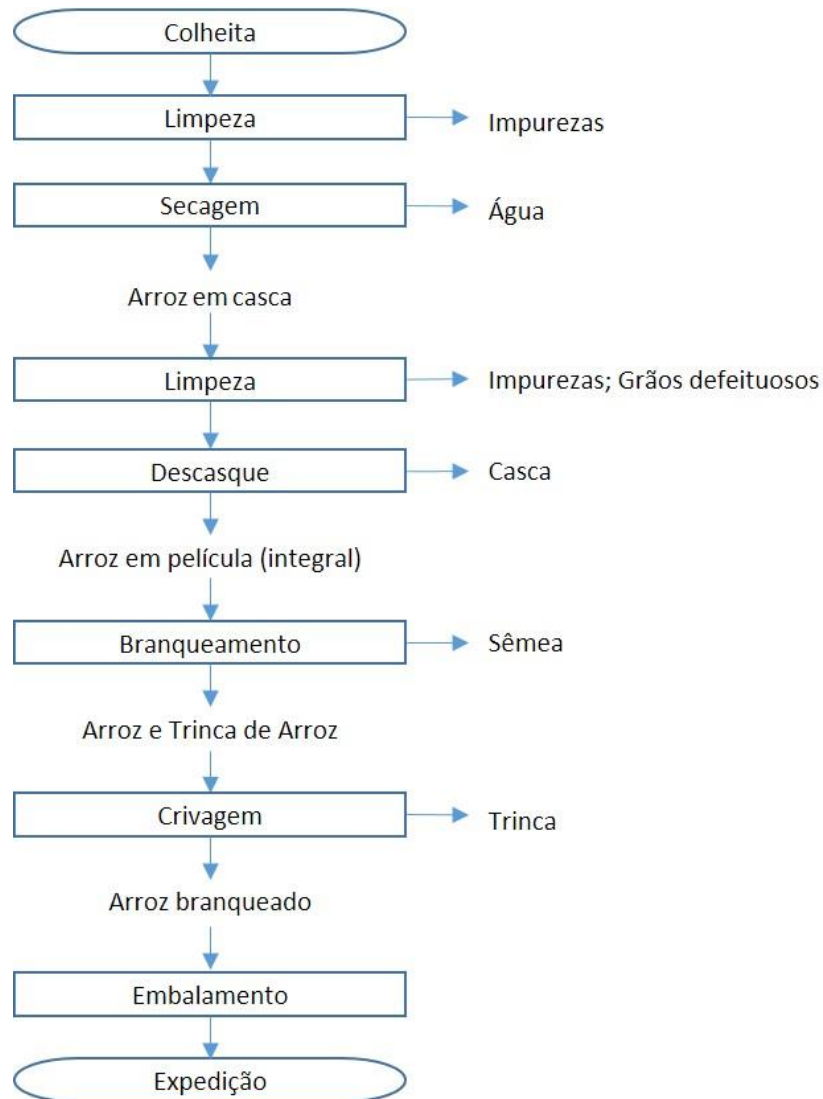 Colheita
Limpeza
Impurezas
Secagem
Água
Arroz em casca
Limpeza
Impurezas; Grãos defeituosos
Descasque
Casca
Arroz em película (integral)
Branqueamento
Sêmea
Arroz e Trinca de Arroz
Crivagem
Trinca
Arroz branqueado
Embalamento
Expedição